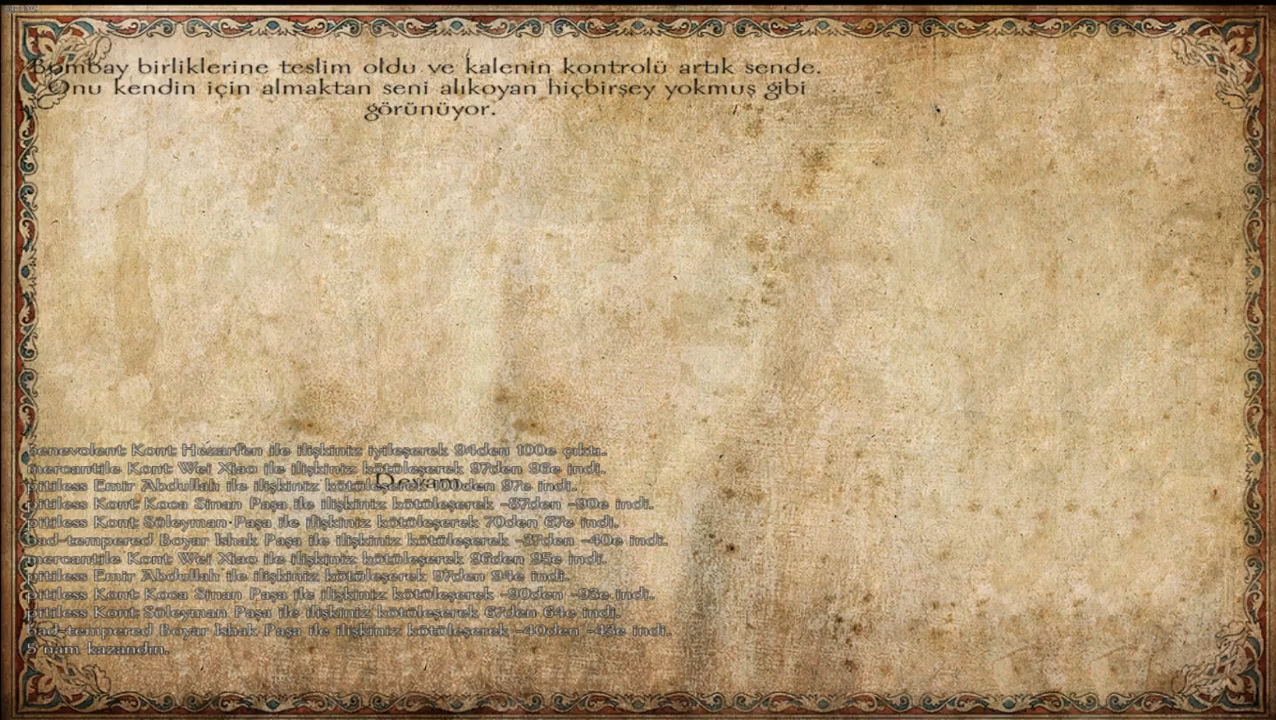 Bombay birliklerine teslim oldu ve kalenin kontrolü artık sende.
Onu kendin için almaktan seni alıkoyan hiçbirşey yokmuş gibi
görünüyor.
benevolent Kont Hezarfen ile ilişkiniz iyileşerek 94den 100e çıktı.
mercantile Kont Wei Xiao ile ilişkiniz kötüleşerek 97den 96e indi.
Devam...
pitiless Emir Abdullah ile ilişkiniz kötüleşerek 100den 97e indi.
pitiless Kont Koca Sinan Paşa ile ilişkiniz kötüleşerek -87den -90e indi.
pitiless Kont Süleyman Paşa ile ilişkiniz kötüleşerek 70den 67e indi.
bad-tempered Boyar Ishak Paşa ile ilişkiniz kötüleşerek -37den -40e indi.
mercantile Kont Wei Xiao ile ilişkiniz kötüleşerek 96den 95e indi.
pitiless Emir Abdullah ile ilişkiniz kötüleşerek 97den 94e indi.
pitiless Kont Koca Sinan Paşa ile ilişkiniz kötüleşerek -90den -93e indi.
pitiless Kont Süleyman Paşa ile ilişkiniz kötüleşerek 67den 64e indi.
bad-tempered Boyar Ishak Paşa ile ilişkiniz kötüleşerek -40den -43e indi.
5 nam kazandın.